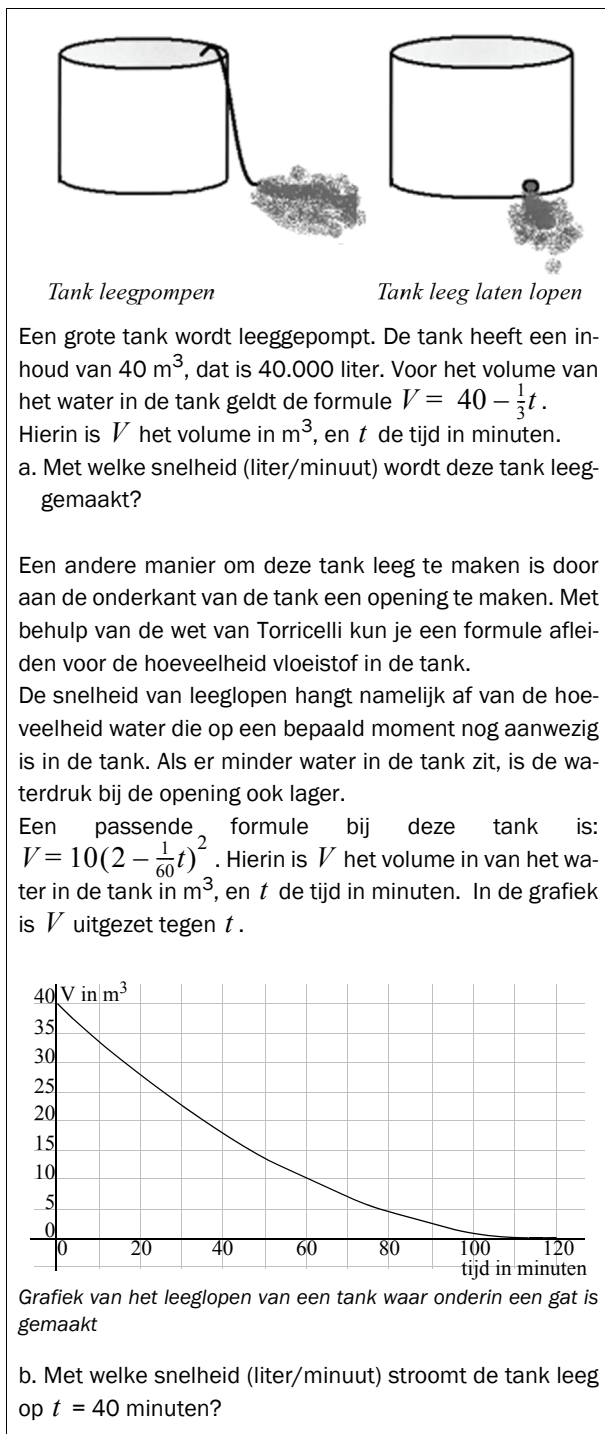 Tank leegpompen
Tank leeg laten lopen
Een grote tank wordt leeggepompt. De tank heeft een in-
houd van 40 m³, dat is 40.000 liter. Voor het volume van
het water in de tank geldt de formule V = 40 – 1/3 t.
Hierin is V het volume in m³, en t de tijd in minuten.
a. Met welke snelheid (liter/minuut) wordt deze tank leeg-
gemaakt?
Een andere manier om deze tank leeg te maken is door
aan de onderkant van de tank een opening te maken. Met
behulp van de wet van Torricelli kun je een formule aflei-
den voor de hoeveelheid vloeistof in de tank.
De snelheid van leeglopen hangt namelijk af van de hoe-
veelheid water die op een bepaald moment nog aanwezig
is in de tank. Als er minder water in de tank zit, is de wa-
terdruk bij de opening ook lager.
Een passende formule bij deze tank is:
V = 10(2 – 1/60 t)². Hierin is V het volume in van het wa-
ter in de tank in m³, en t de tijd in minuten. In de grafiek
is V uitgezet tegen t.
40 V in m³
35
30
25
20
15
10
5
0
0 20 40 60 80 100 120
tijd in minuten
Grafiek van het leeglopen van een tank waar onderin een gat is
gemaakt
b. Met welke snelheid (liter/minuut) stroomt de tank leeg
op t = 40 minuten?